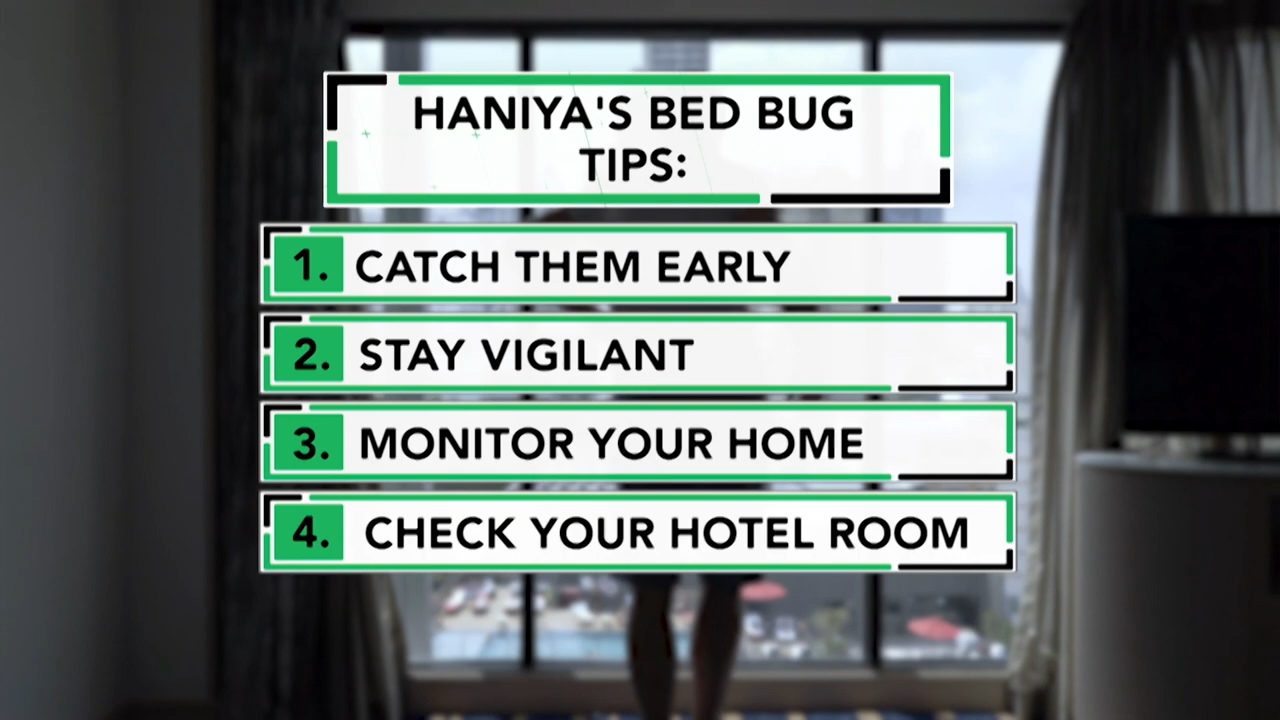 HANIYA'S BED BUG
TIPS:
1. CATCH THEM EARLY
2. STAY VIGILANT
3. MONITOR YOUR HOME
4. CHECK YOUR HOTEL ROOM